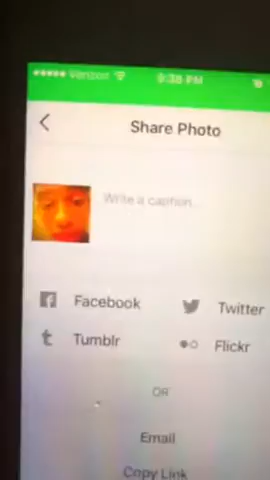 Verizon 9:38 PM
Share Photo
Write a caption...
Facebook Twitter
Tumblr Flickr
OR
Email
Copy Link